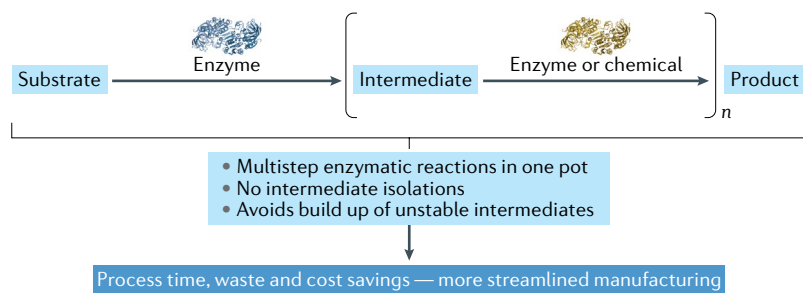 Substrate
Enzyme
Intermediate
Enzyme or chemical
Product
n
• Multistep enzymatic reactions in one pot
• No intermediate isolations
• Avoids build up of unstable intermediates
Process time, waste and cost savings — more streamlined manufacturing